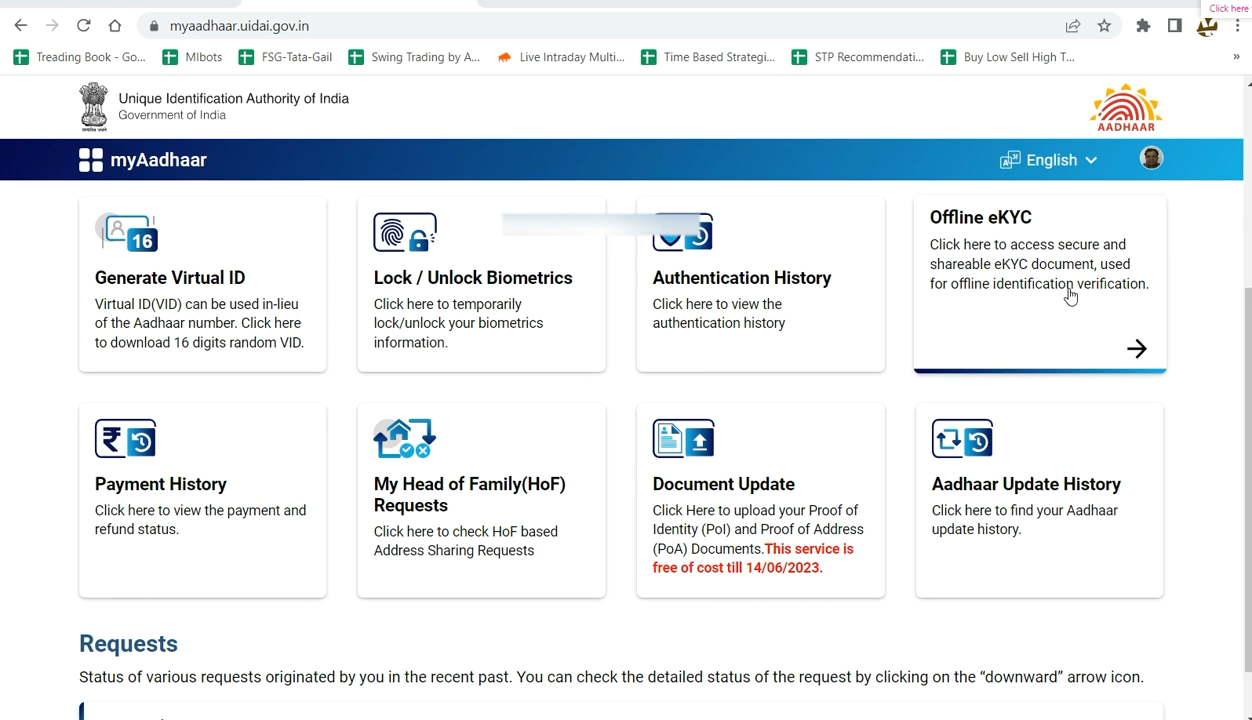 Click here
myaadhaar.uidai.gov.in
Treading Book - Go...
MIbots
FSG-Tata-Gail
Swing Trading by A...
Live Intraday Multi...
Time Based Strategi...
STP Recommendati...
Buy Low Sell High T...
»
Unique Identification Authority of India
Government of India
AADHAAR
myAadhaar
English
16
Generate Virtual ID
Virtual ID(VID) can be used in-lieu
of the Aadhaar number. Click here
to download 16 digits random VID.
Lock / Unlock Biometrics
Click here to temporarily
lock/unlock your biometrics
information.
Authentication History
Click here to view the
authentication history
Offline eKYC
Click here to access secure and
shareable eKYC document, used
for offline identification verification.
₹
Payment History
Click here to view the payment and
refund status.
My Head of Family(HoF)
Requests
Click here to check HoF based
Address Sharing Requests
Document Update
Click Here to upload your Proof of
Identity (PoI) and Proof of Address
(PoA) Documents.This service is
free of cost till 14/06/2023.
Aadhaar Update History
Click here to find your Aadhaar
update history.
Requests
Status of various requests originated by you in the recent past. You can check the detailed status of the request by clicking on the “downward” arrow icon.